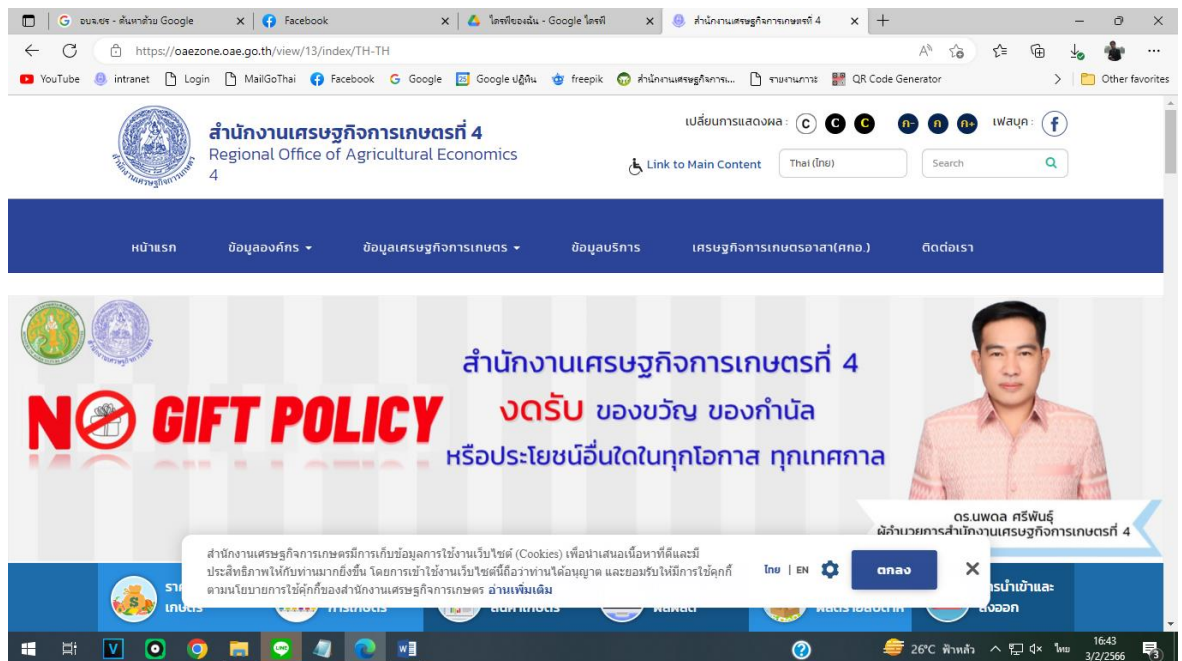 อบจ.ขร - ค้นหาด้วย Google
Facebook
ไดรฟ์ของฉัน - Google ไดรฟ์
สำนักงานเศรษฐกิจการเกษตรที่ 4
https://oaezone.oae.go.th/view/13/index/TH-TH
YouTube
intranet
Login
MailGoThai
Facebook
Google
Google ปฏิทิน
freepik
สำนักงานเศรษฐกิจการ...
รายงานภาวะ
QR Code Generator
Other favorites
สำนักงานเศรษฐกิจการเกษตรที่ 4
Regional Office of Agricultural Economics
4
เปลี่ยนการแสดงผล : C C C ก- ก ก+ เฟสบุค :
Link to Main Content
Thai (ไทย)
Search
หน้าแรก
ข้อมูลองค์กร
ข้อมูลเศรษฐกิจการเกษตร
ข้อมูลบริการ
เศรษฐกิจการเกษตรอาสา(ศกอ.)
ติดต่อเรา
NO GIFT POLICY
สำนักงานเศรษฐกิจการเกษตรที่ 4
งดรับ ของขวัญ ของกำนัล
หรือประโยชน์อื่นใดในทุกโอกาส ทุกเทศกาล
ดร.นพดล ศรีพันธุ์
ผู้อำนวยการสำนักงานเศรษฐกิจการเกษตรที่ 4
สำนักงานเศรษฐกิจการเกษตรมีการเก็บข้อมูลการใช้งานเว็บไซต์ (Cookies) เพื่อนำเสนอเนื้อหาที่ดีและมี
ประสิทธิภาพให้กับท่านมากยิ่งขึ้น โดยการเข้าใช้งานเว็บไซต์นี้ถือว่าท่านได้อนุญาต และยอมรับให้มีการใช้คุกกี้
ตามนโยบายการใช้คุ้กกี้ของสำนักงานเศรษฐกิจการเกษตร อ่านเพิ่มเติม
ไทย | EN
ตกลง
ส่งออก
26°C ฟ้าหลัว
ไทย
16:43
3/2/2566